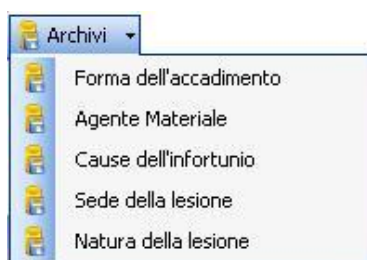 Archivi
Forma dell'accadimento
Agente Materiale
Cause dell'infortunio
Sede della lesione
Natura della lesione